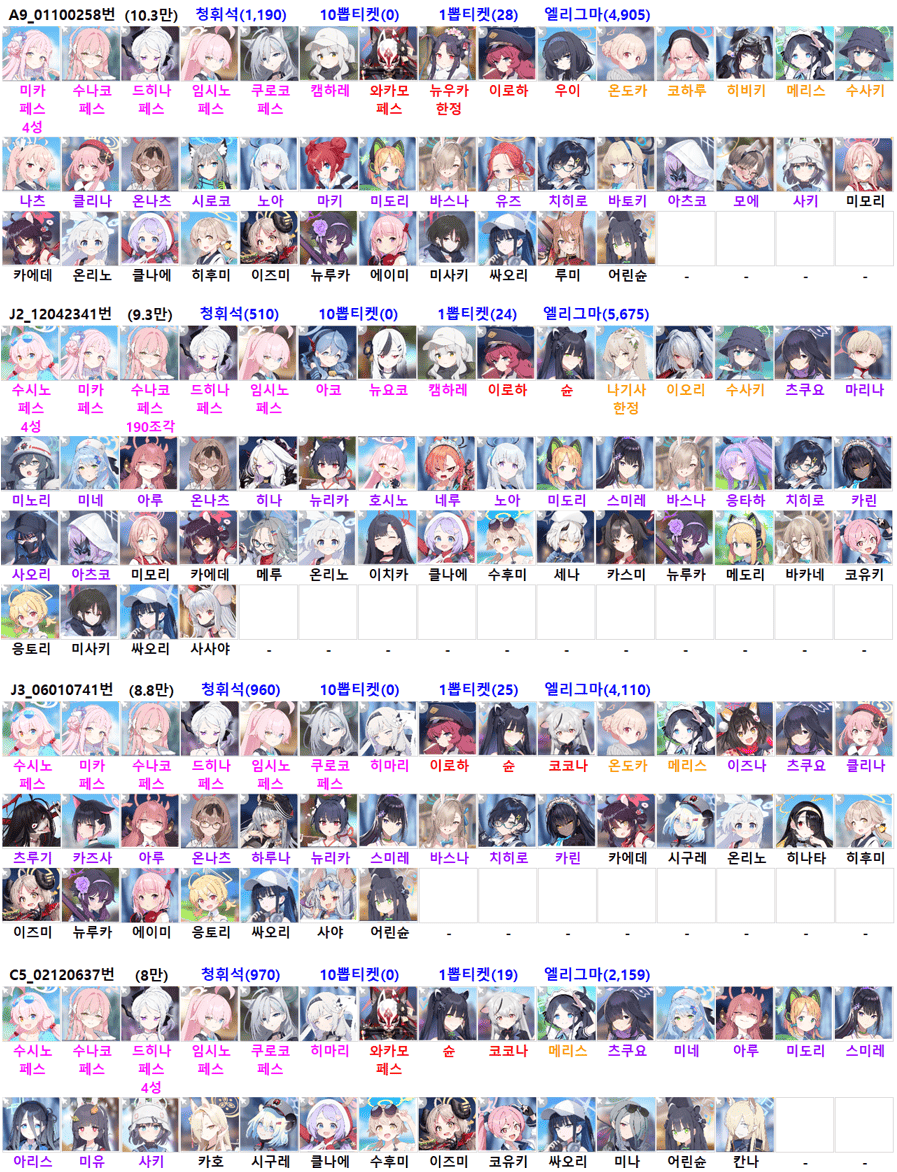 A9_01100258번 (10.3만) 청휘석(1,190) 10뽑티켓(0) 1뽑티켓(28) 엘리그마(4,905)
미카 수나코 드히나 임시노 쿠로코 캠하레 와카모 뉴우카 이로하 우이 온도카 코하루 히비키 메리스 수사키
페스 페스 페스 페스 페스 페스 한정
4성
나츠 클리나 온나츠 시로코 노아 마키 미도리 바스나 유즈 치히로 바토키 아츠코 모에 사키 미모리
카에데 온리노 클나에 히후미 이즈미 뉴루카 에이미 미사키 싸오리 루미 어린슌 - - - -
J2_12042341번 (9.3만) 청휘석(510) 10뽑티켓(0) 1뽑티켓(24) 엘리그마(5,675)
수시노 미카 수나코 드히나 임시노 아코 뉴요코 캠하레 이로하 슌 나기사 이오리 수사키 츠쿠요 마리나
페스 페스 페스 페스 페스 한정
4성 190조각
미노리 미네 아루 온나츠 히나 뉴리카 호시노 네루 노아 미도리 스미레 바스나 응타하 치히로 카린
사오리 아츠코 미모리 카에데 메루 온리노 이치카 클나에 수후미 세나 카스미 뉴루카 메도리 바카네 코유키
응토리 미사키 싸오리 사사야 - - - - - - - - - - -
J3_06010741번 (8.8만) 청휘석(960) 10뽑티켓(0) 1뽑티켓(25) 엘리그마(4,110)
수시노 미카 수나코 드히나 임시노 쿠로코 히마리 이로하 슌 코코나 온도카 메리스 이즈나 츠쿠요 클리나
페스 페스 페스 페스 페스 페스
츠루기 카즈사 아루 온나츠 하루나 뉴리카 스미레 바스나 치히로 카린 카에데 시구레 온리노 히나타 히후미
이즈미 뉴루카 에이미 응토리 싸오리 사야 어린슌 - - - - - - - -
C5_02120637번 (8만) 청휘석(970) 10뽑티켓(0) 1뽑티켓(19) 엘리그마(2,159)
수시노 수나코 드히나 임시노 쿠로코 히마리 와카모 슌 코코나 메리스 츠쿠요 미네 아루 미도리 스미레
페스 페스 페스 페스 페스 페스
4성
아리스 미유 사키 카호 시구레 클나에 수후미 이즈미 코유키 싸오리 미나 어린슌 칸나 - -